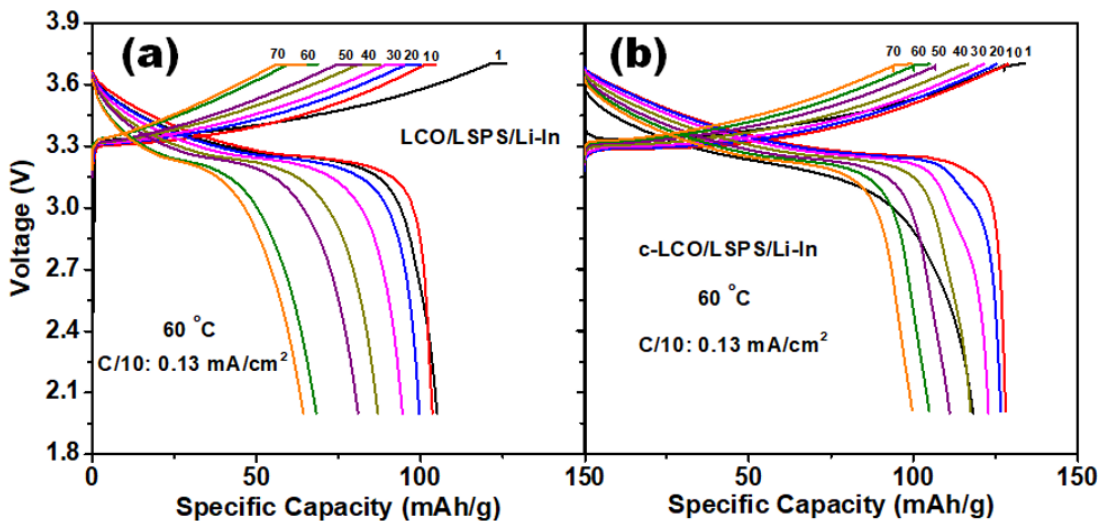 Voltage (V)
3.9
3.6
3.3
3.0
2.7
2.4
2.1
1.8
(a)
70 60 50 40 30 20 10 1
LCO/LSPS/Li-In
60 °C
C/10: 0.13 mA/cm²
0 50 100 150
Specific Capacity (mAh/g)
(b)
70 60 50 40 30 20 10 1
c-LCO/LSPS/Li-In
60 °C
C/10: 0.13 mA/cm²
50 100 150
Specific Capacity (mAh/g)